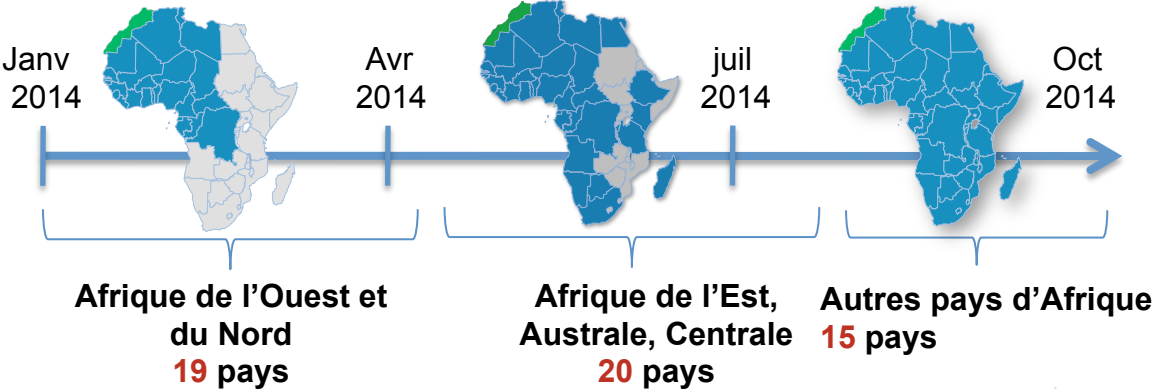 Janv
2014
Avr
2014
juil
2014
Oct
2014
Afrique de l’Ouest et
du Nord
19 pays
Afrique de l’Est,
Australe, Centrale
20 pays
Autres pays d’Afrique
15 pays